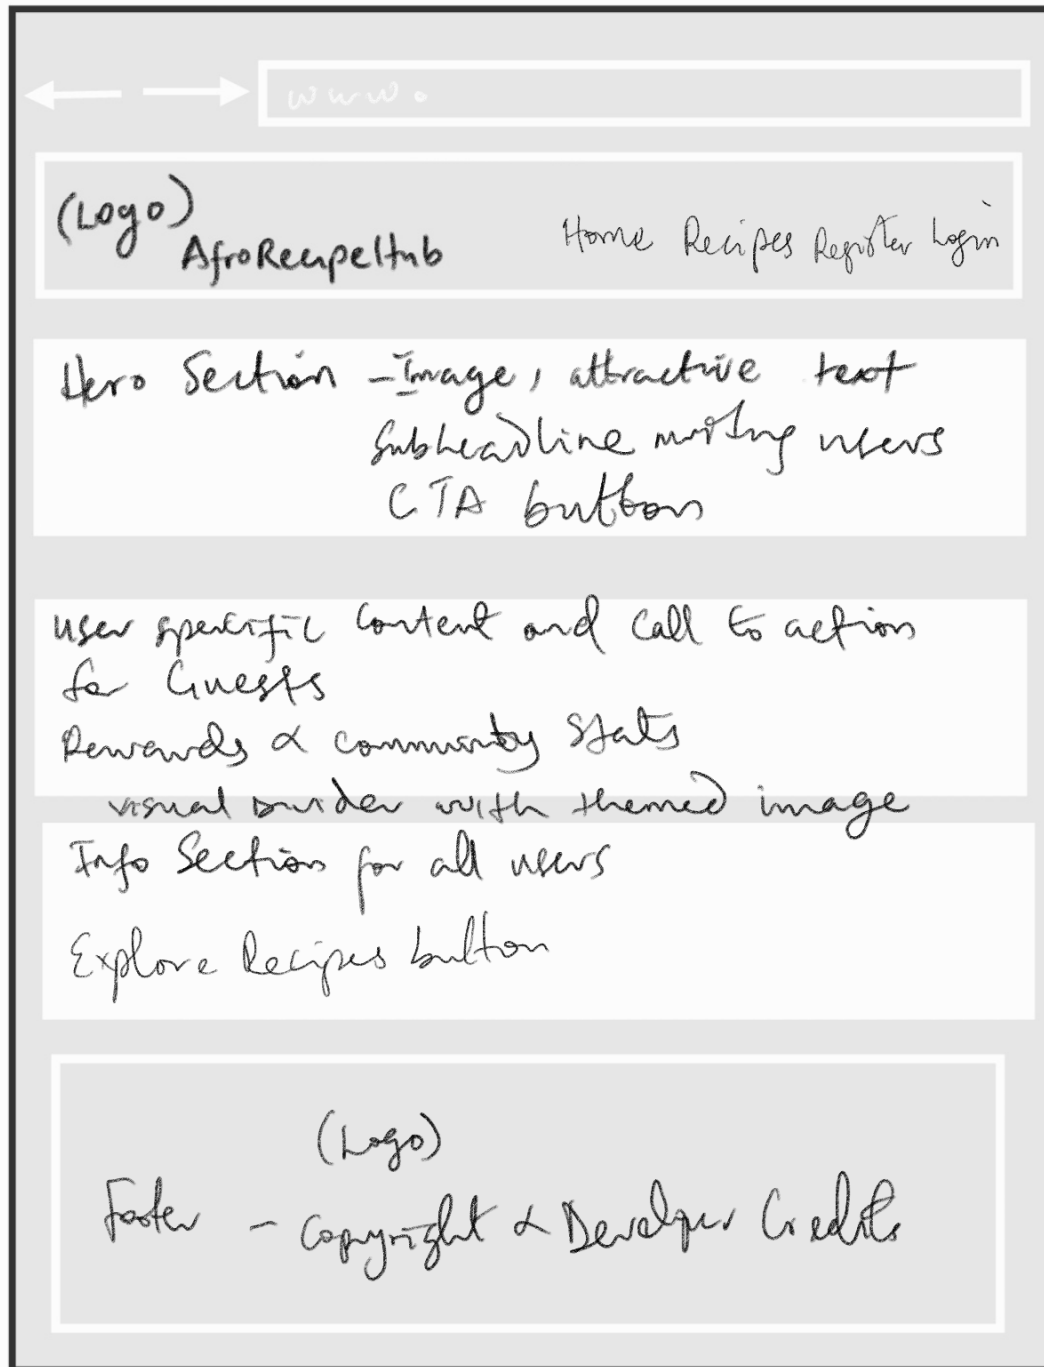 www.
(Logo)
AfroRecipeHub
Home Recipes Register Login
Hero Section - Image, attractive text
Subheadline inviting users
CTA button
User specific content and call to action
for Guests
Rewards & community stats
visual divider with themed image
Info Section for all users
Explore Recipes button
(Logo)
Footer - Copyright & Developer Credits